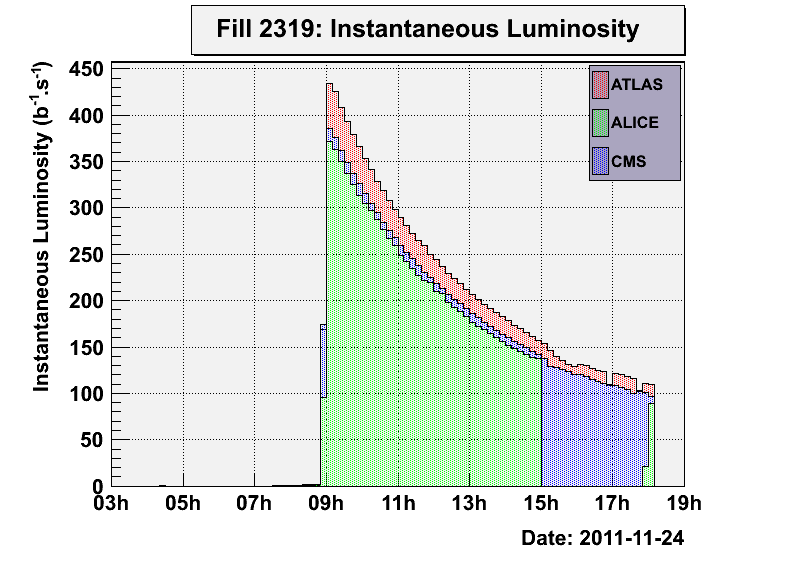 Fill 2319: Instantaneous Luminosity
Instantaneous Luminosity (b⁻¹.s⁻¹)
450
400
350
300
250
200
150
100
50
0
ATLAS
ALICE
CMS
03h 05h 07h 09h 11h 13h 15h 17h 19h
Date: 2011-11-24